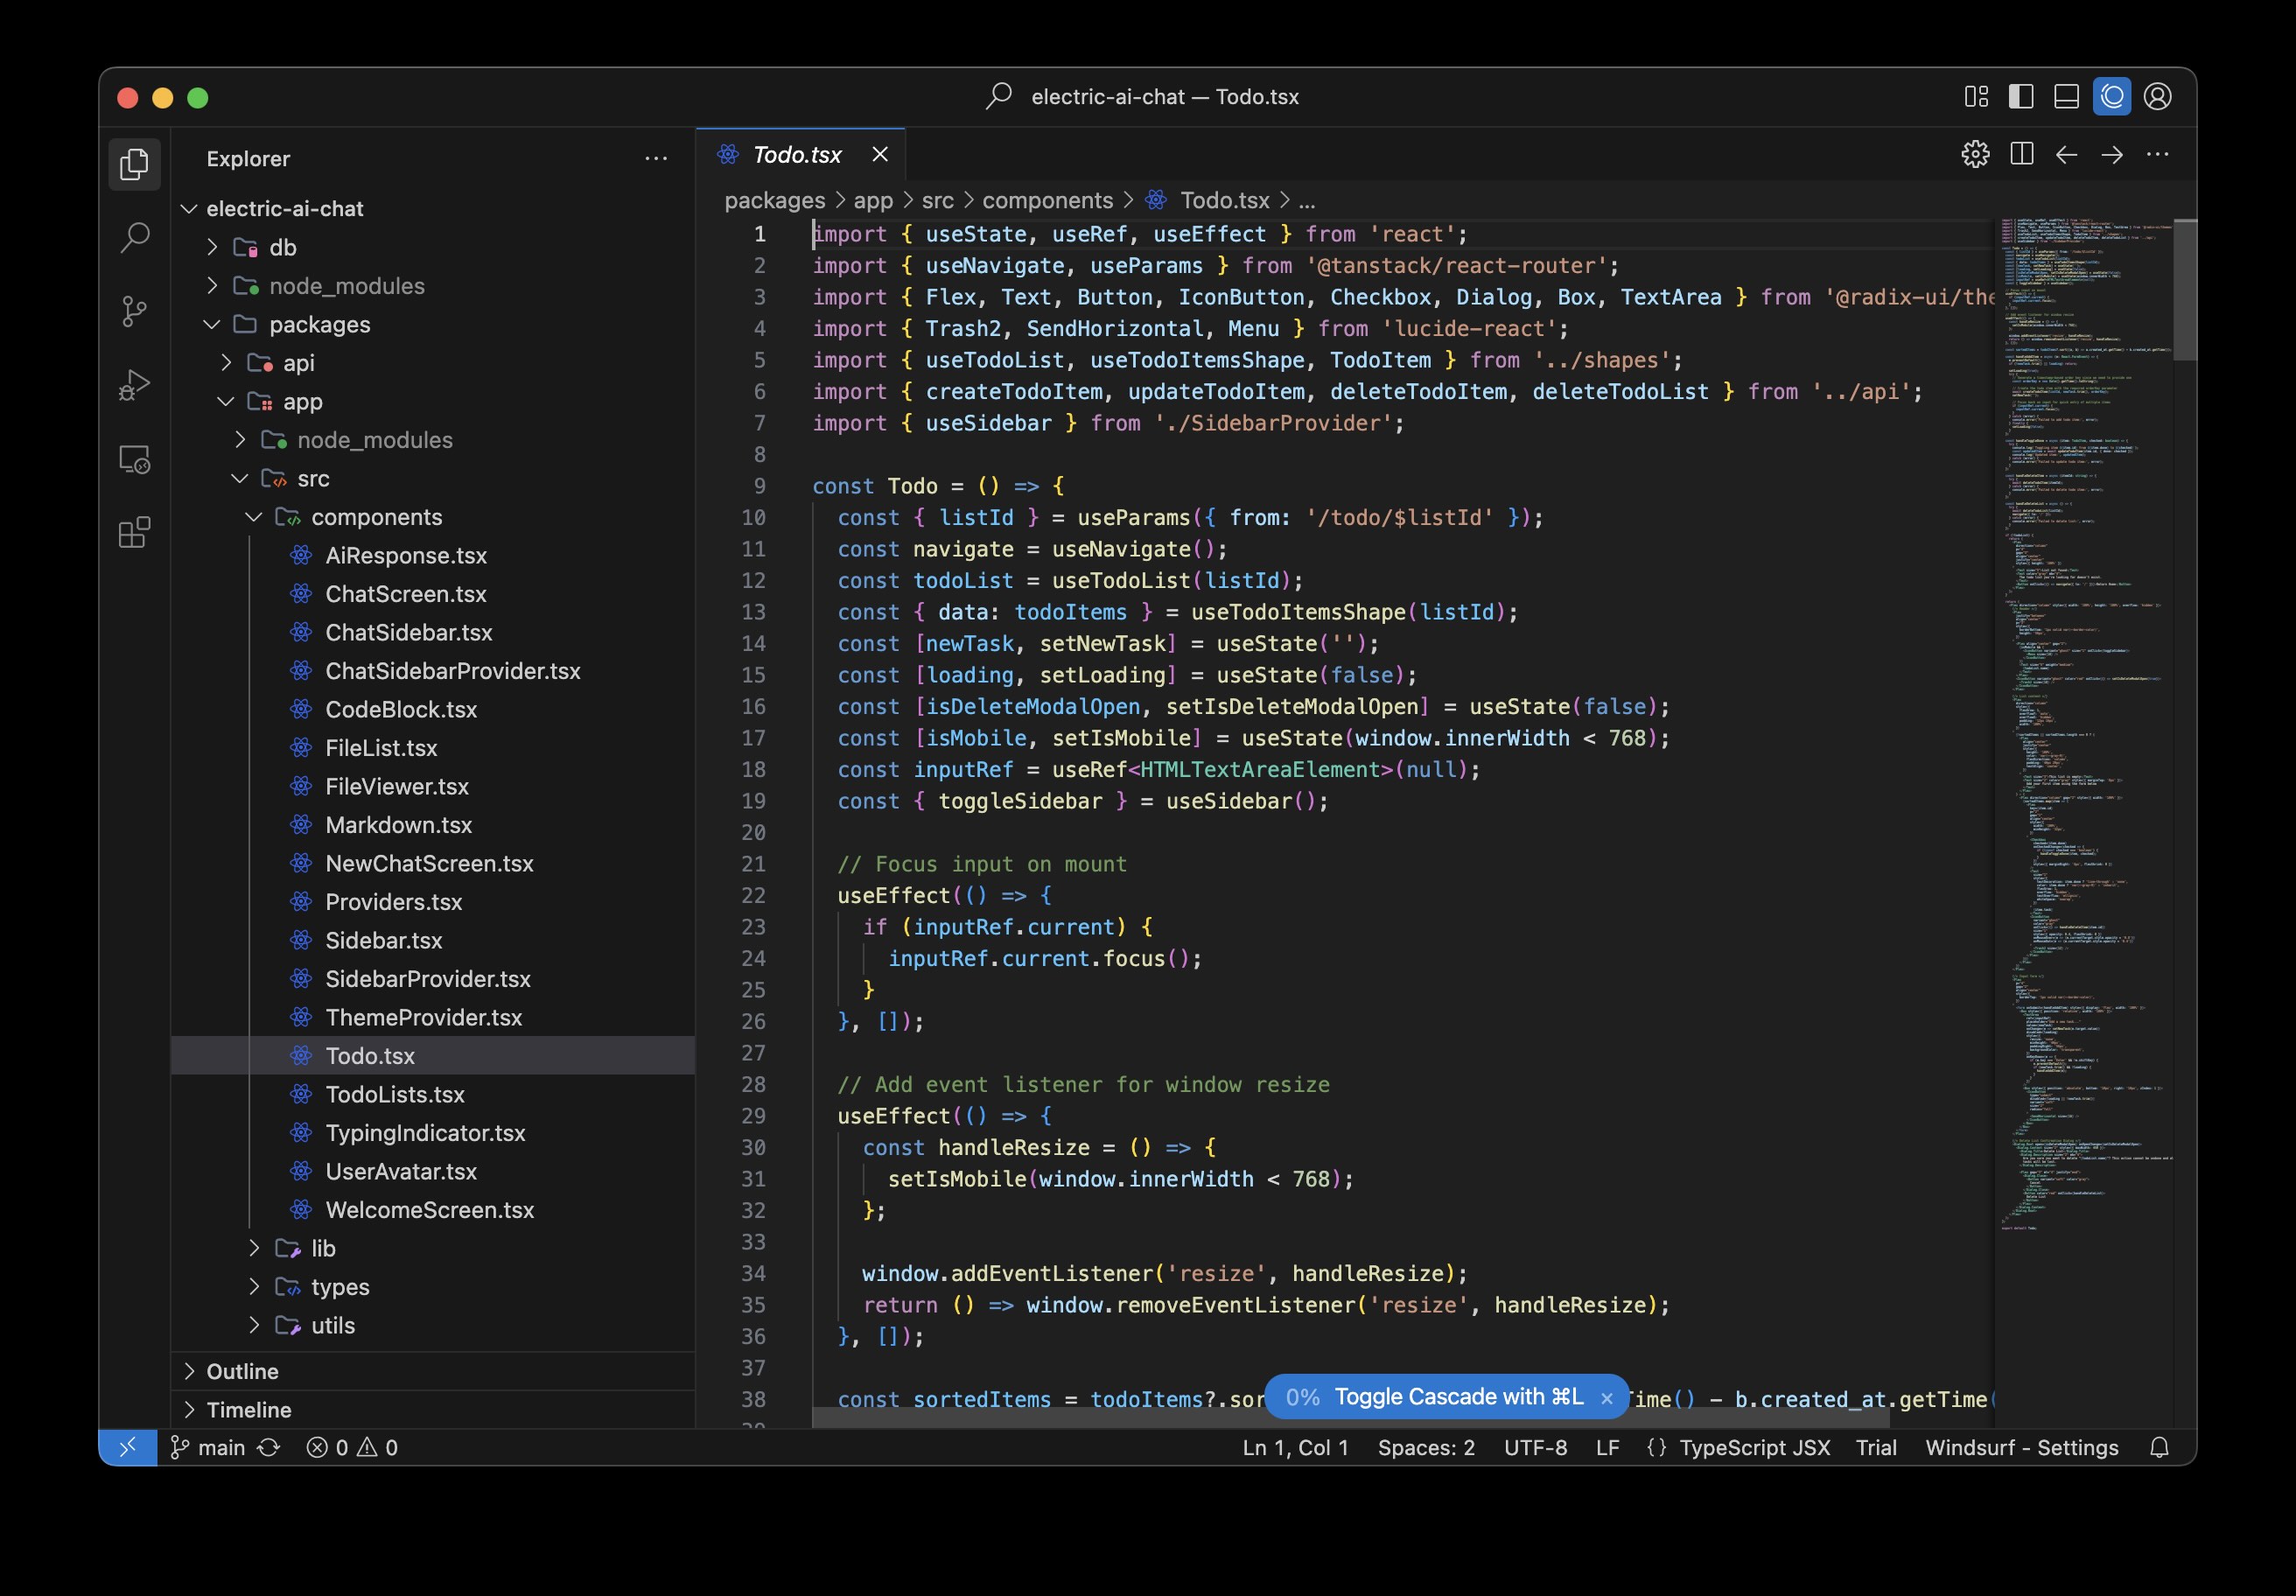 electric-ai-chat — Todo.tsx
Explorer
electric-ai-chat
db
node_modules
packages
api
app
node_modules
src
components
AiResponse.tsx
ChatScreen.tsx
ChatSidebar.tsx
ChatSidebarProvider.tsx
CodeBlock.tsx
FileList.tsx
FileViewer.tsx
Markdown.tsx
NewChatScreen.tsx
Providers.tsx
Sidebar.tsx
SidebarProvider.tsx
ThemeProvider.tsx
Todo.tsx
TodoLists.tsx
TypingIndicator.tsx
UserAvatar.tsx
WelcomeScreen.tsx
lib
types
utils
Outline
Timeline
Todo.tsx
packages > app > src > components > Todo.tsx > ...
1 import { useState, useRef, useEffect } from 'react';
2 import { useNavigate, useParams } from '@tanstack/react-router';
3 import { Flex, Text, Button, IconButton, Checkbox, Dialog, Box, TextArea } from '@radix-ui/the
4 import { Trash2, SendHorizontal, Menu } from 'lucide-react';
5 import { useTodoList, useTodoItemsShape, TodoItem } from '../shapes';
6 import { createTodoItem, updateTodoItem, deleteTodoItem, deleteTodoList } from '../api';
7 import { useSidebar } from './SidebarProvider';
8
9 const Todo = () => {
10 const { listId } = useParams({ from: '/todo/$listId' });
11 const navigate = useNavigate();
12 const todoList = useTodoList(listId);
13 const { data: todoItems } = useTodoItemsShape(listId);
14 const [newTask, setNewTask] = useState('');
15 const [loading, setLoading] = useState(false);
16 const [isDeleteModalOpen, setIsDeleteModalOpen] = useState(false);
17 const [isMobile, setIsMobile] = useState(window.innerWidth < 768);
18 const inputRef = useRef<HTMLTextAreaElement>(null);
19 const { toggleSidebar } = useSidebar();
20
21 // Focus input on mount
22 useEffect(() => {
23 if (inputRef.current) {
24 inputRef.current.focus();
25 }
26 }, []);
27
28 // Add event listener for window resize
29 useEffect(() => {
30 const handleResize = () => {
31 setIsMobile(window.innerWidth < 768);
32 };
33
34 window.addEventListener('resize', handleResize);
35 return () => window.removeEventListener('resize', handleResize);
36 }, []);
37
38 const sortedItems = todoItems?.sor
Time() - b.created_at.getTime(
0% Toggle Cascade with ⌘L ×
main 0 0
Ln 1, Col 1 Spaces: 2 UTF-8 LF {} TypeScript JSX Trial Windsurf - Settings